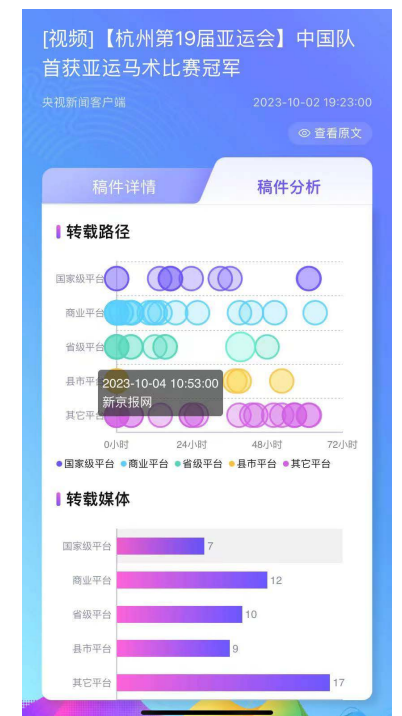 [视频]【杭州第19届亚运会】中国队
首获亚运马术比赛冠军
央视新闻客户端 2023-10-02 19:23:00
查看原文
稿件详情 稿件分析
转载路径
国家级平台
商业平台
省级平台
县市平
2023-10-04 10:53:00
新京报网
其它平
0小时 24小时 48小时 72小时
国家级平台 商业平台 省级平台 县市平台 其它平台
转载媒体
国家级平台 7
商业平台 12
省级平台 10
县市平台 9
其它平台 17